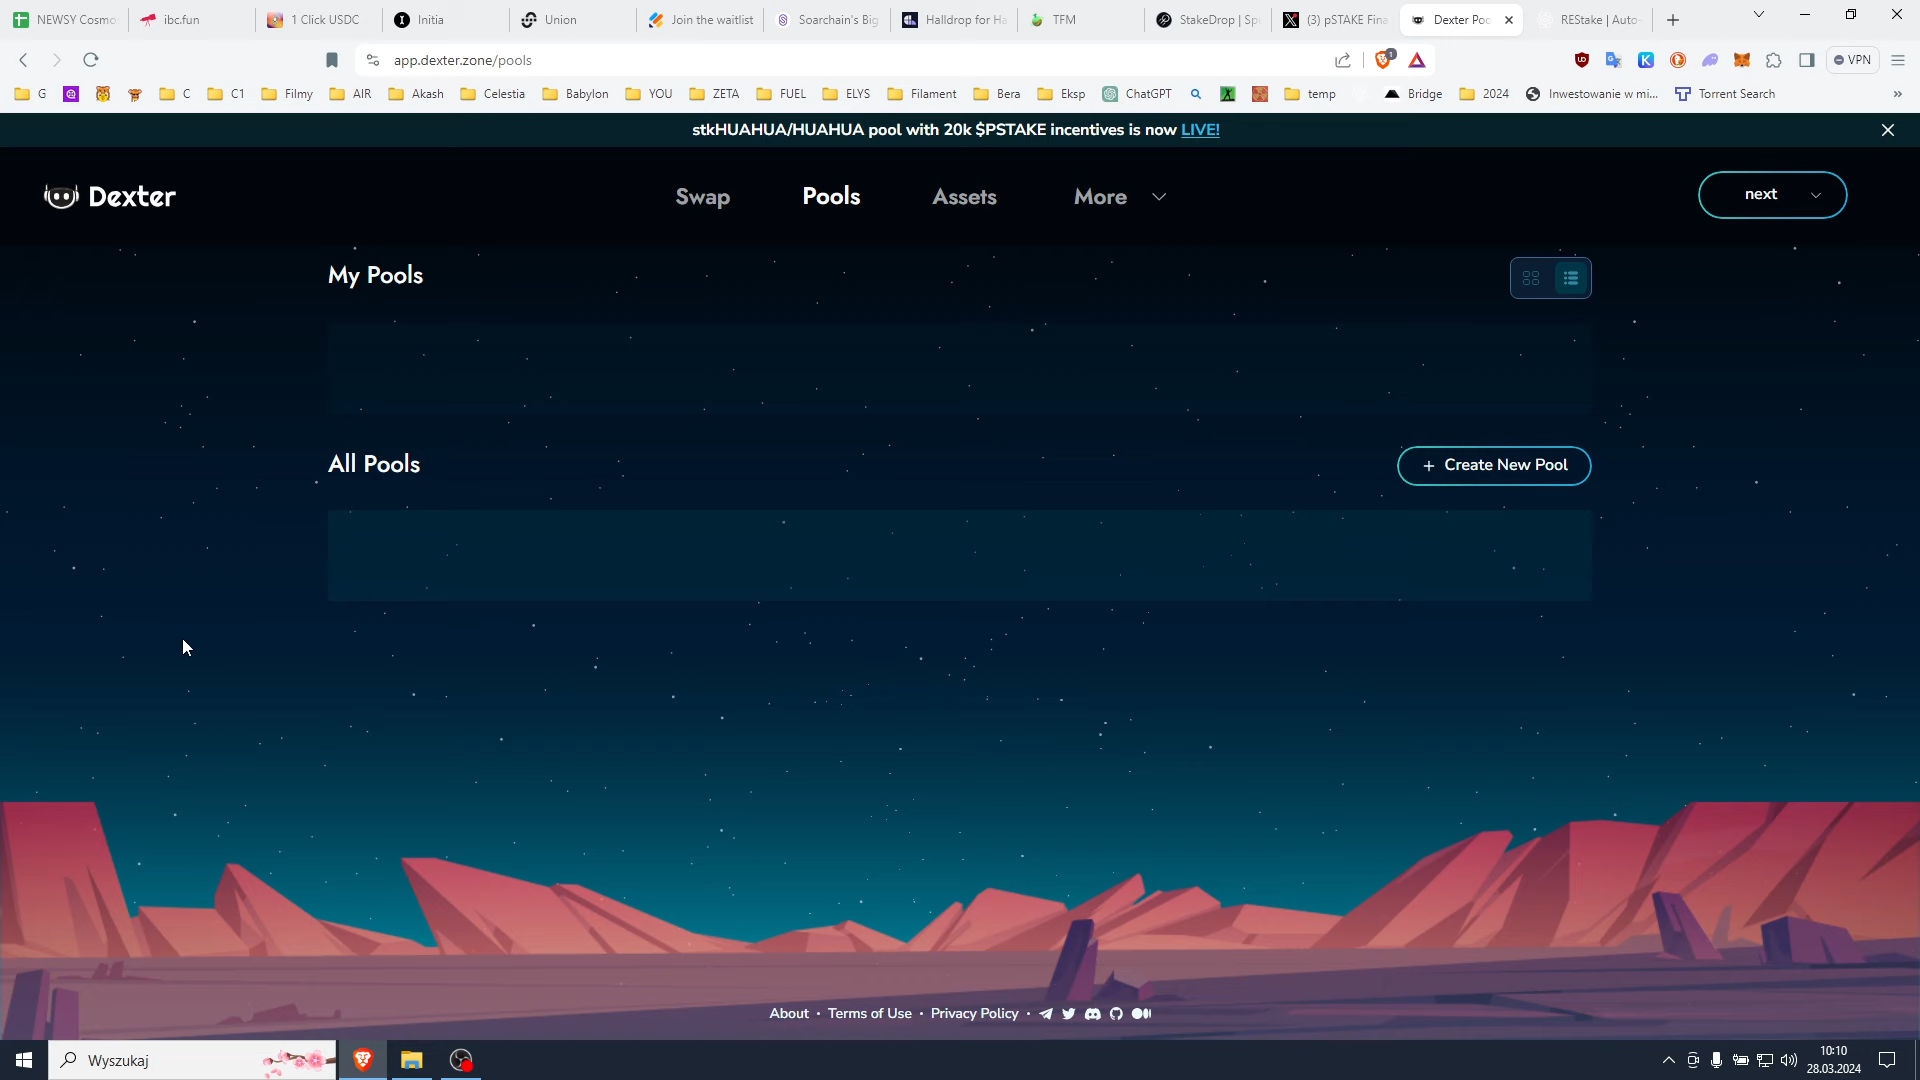 NEWSY Cosmo
ibc.fun
1 Click USDC
Initia
Union
Join the waitlist
Soarchain's Big
Halldrop for Ha
TFM
StakeDrop | Sp
(3) pSTAKE Fina
Dexter Poo
REStake | Auto-
app.dexter.zone/pools
1
VPN
G
C
C1
Filmy
AIR
Akash
Celestia
Babylon
YOU
ZETA
FUEL
ELYS
Filament
Bera
Eksp
ChatGPT
temp
Bridge
2024
Inwestowanie w mi...
Torrent Search
»
stkHUAHUA/HUAHUA pool with 20k $PSTAKE incentives is now LIVE!
Dexter
Swap
Pools
Assets
More
next
My Pools
All Pools
+ Create New Pool
About • Terms of Use • Privacy Policy •
Wyszukaj
10:10
28.03.2024